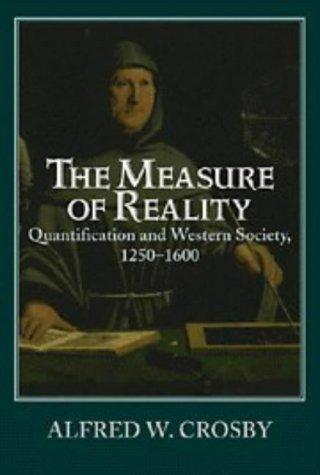 THE MEASURE
OF REALITY
Quantification and Western Society,
1250–1600
ALFRED W. CROSBY